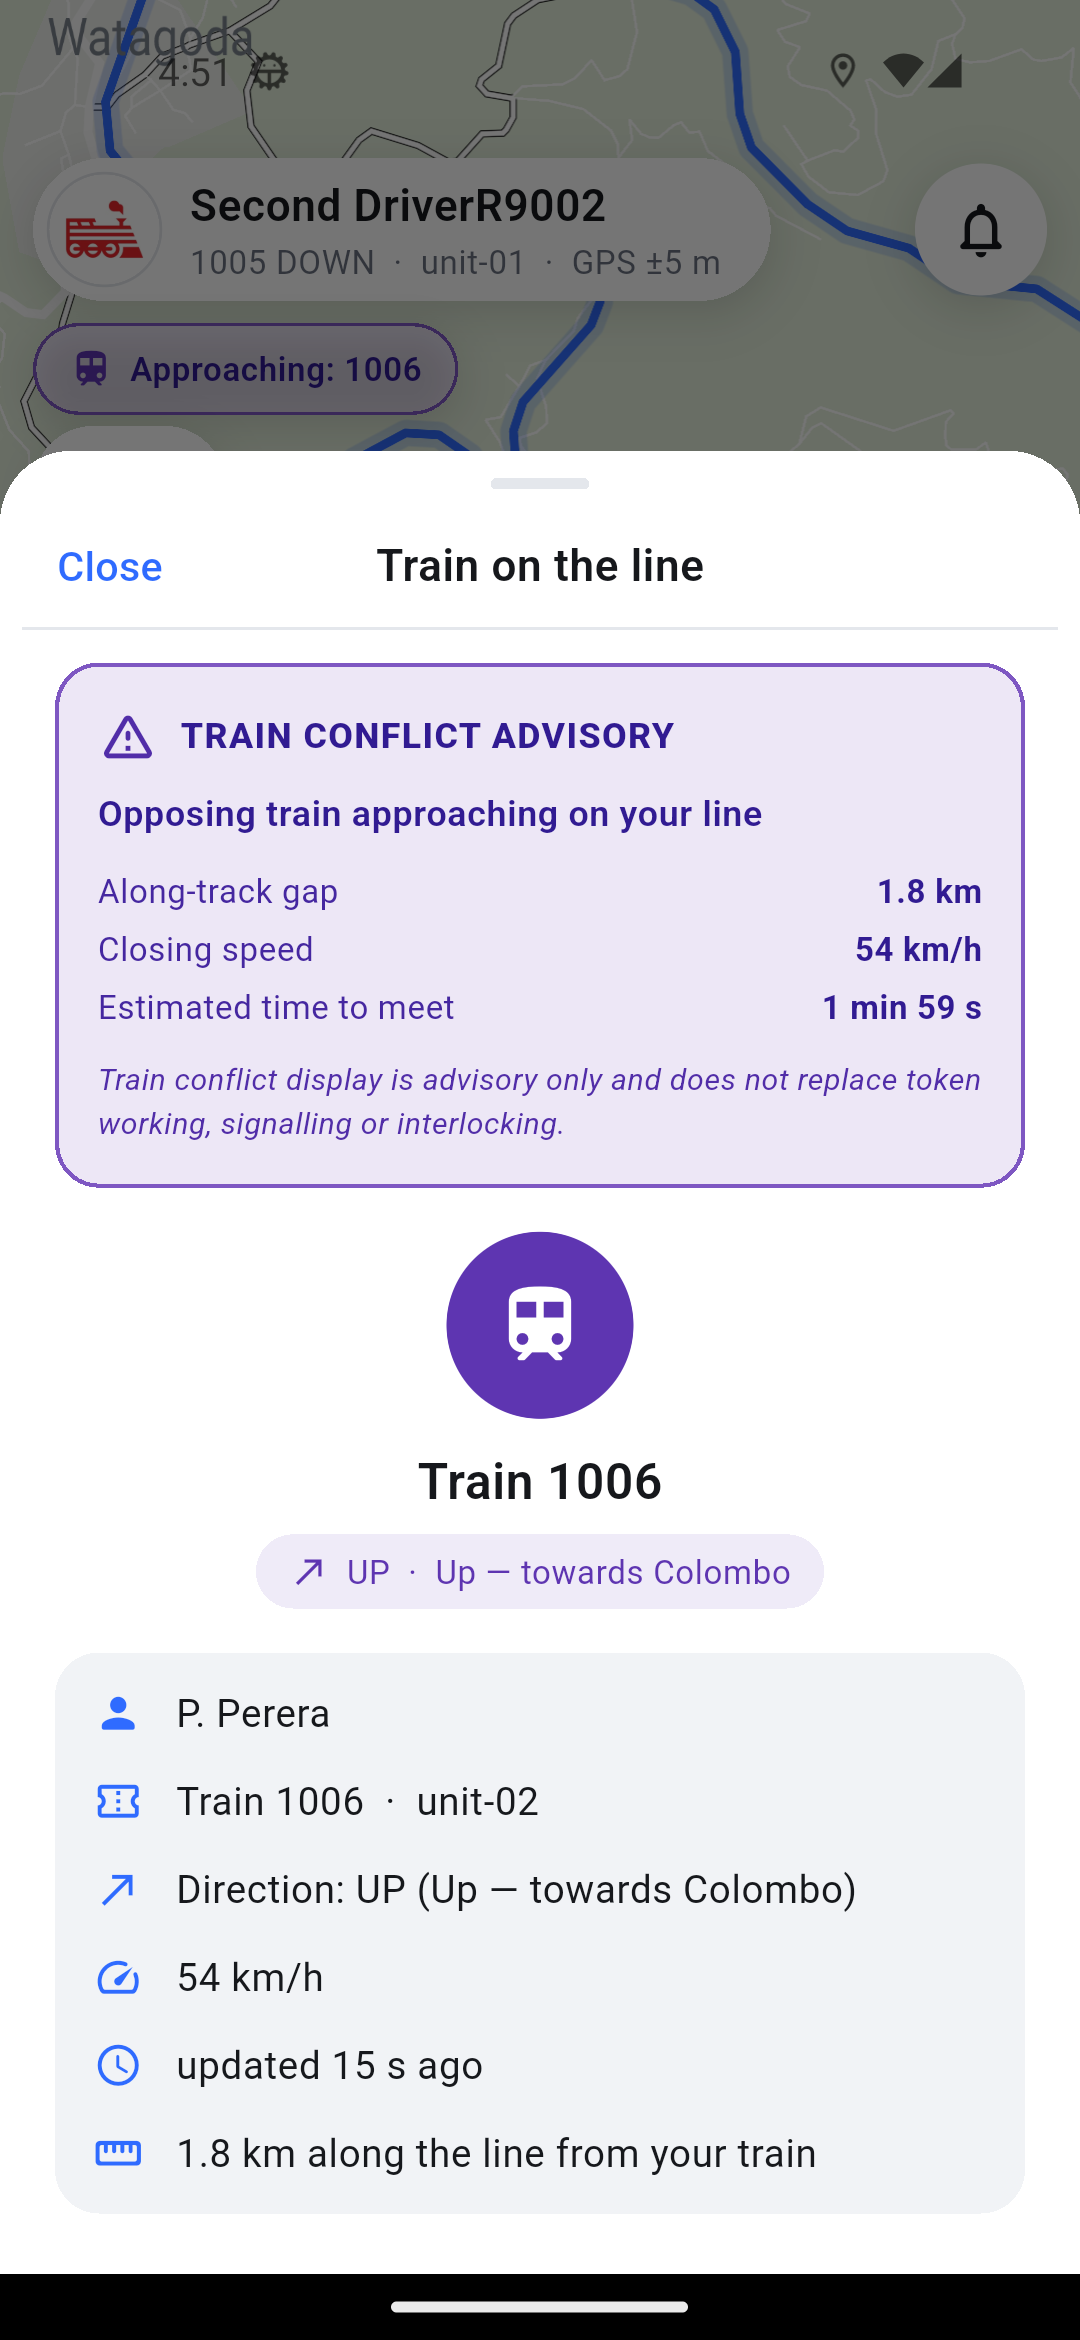 Watagoda
4:51
Second DriverR9002
1005 DOWN · unit-01 · GPS ±5 m
Approaching: 1006
Close
Train on the line
TRAIN CONFLICT ADVISORY
Opposing train approaching on your line
Along-track gap 1.8 km
Closing speed 54 km/h
Estimated time to meet 1 min 59 s
Train conflict display is advisory only and does not replace token
working, signalling or interlocking.
Train 1006
UP · Up — towards Colombo
P. Perera
Train 1006 · unit-02
Direction: UP (Up — towards Colombo)
54 km/h
updated 15 s ago
1.8 km along the line from your train